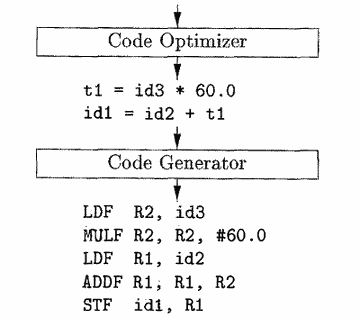 Code Optimizer
t1 = id3 * 60.0
id1 = id2 + t1
Code Generator
LDF R2, id3
MULF R2, R2, #60.0
LDF R1, id2
ADDF R1, R1, R2
STF id1, R1